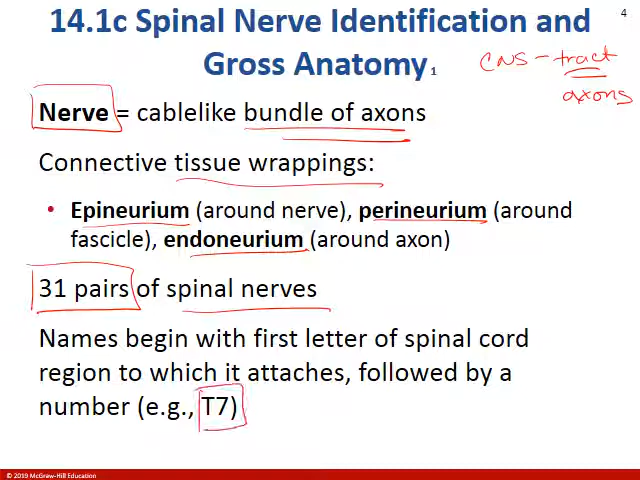 14.1c Spinal Nerve Identification and
4
Gross Anatomy 1
CNS - tract
axons
Nerve = cablelike bundle of axons
Connective tissue wrappings:
• Epineurium (around nerve), perineurium (around
fascicle), endoneurium (around axon)
31 pairs of spinal nerves
Names begin with first letter of spinal cord
region to which it attaches, followed by a
number (e.g., T7)
© 2019 McGraw-Hill Education